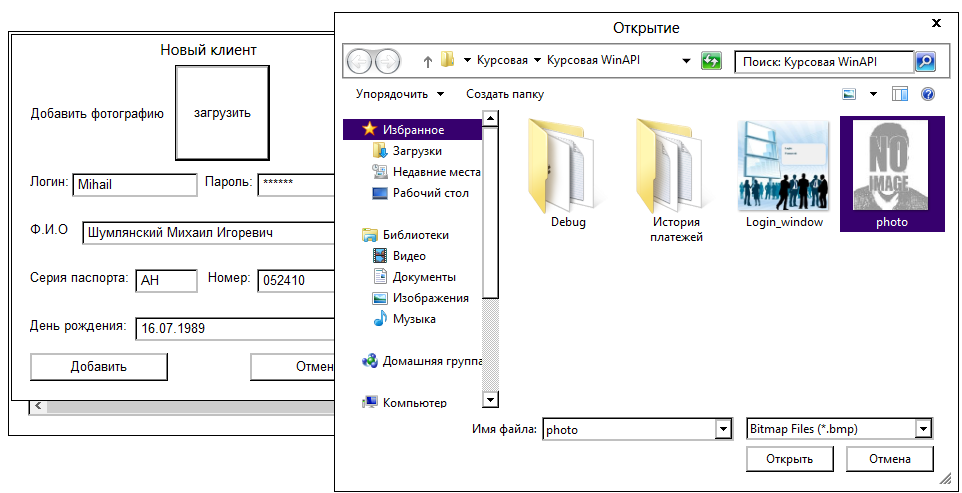 Новый клиент
Добавить фотографию
загрузить
Логин:
Mihail
Пароль:
******
Ф.И.О
Шумлянский Михаил Игоревич
Серия паспорта:
АН
Номер:
052410
День рождения:
16.07.1989
Добавить
Отмен
Открытие
Курсовая
Курсовая WinAPI
Поиск: Курсовая WinAPI
Упорядочить
Создать папку
Избранное
Загрузки
Недавние места
Рабочий стол
Библиотеки
Видео
Документы
Изображения
Музыка
Домашняя группа
Компьютер
Debug
История
платежей
Login_window
NO
IMAGE
photo
Имя файла:
photo
Bitmap Files (*.bmp)
Открыть
Отмена